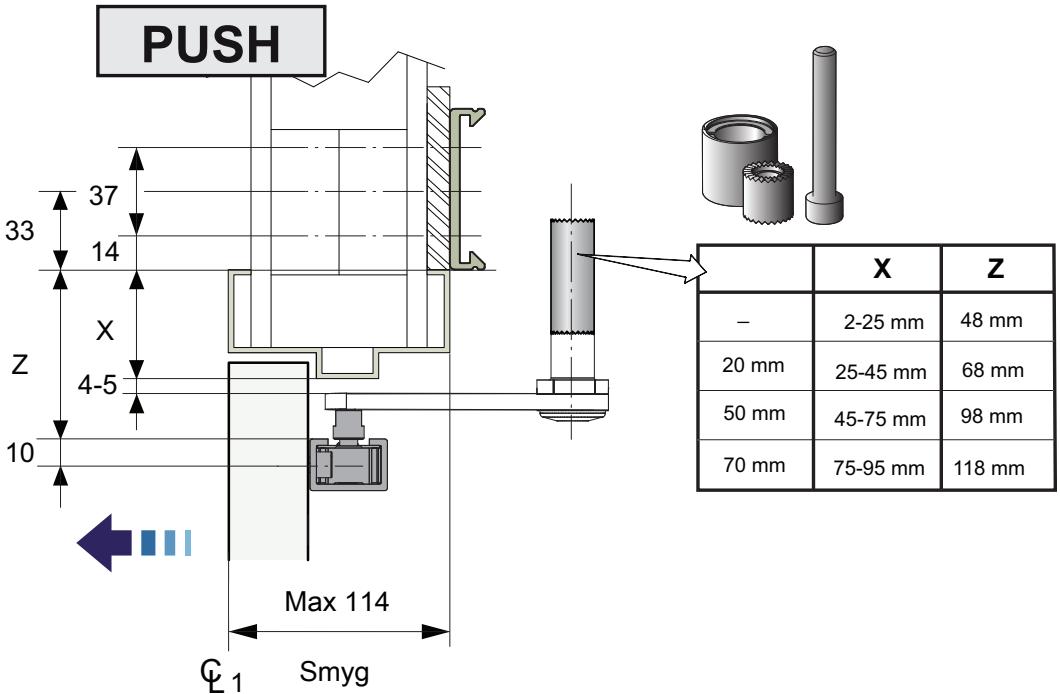 PUSH
37
33
14
X
Z
4-5
10
Max 114
℄ 1 Smyg
X Z
– 2-25 mm 48 mm
20 mm 25-45 mm 68 mm
50 mm 45-75 mm 98 mm
70 mm 75-95 mm 118 mm